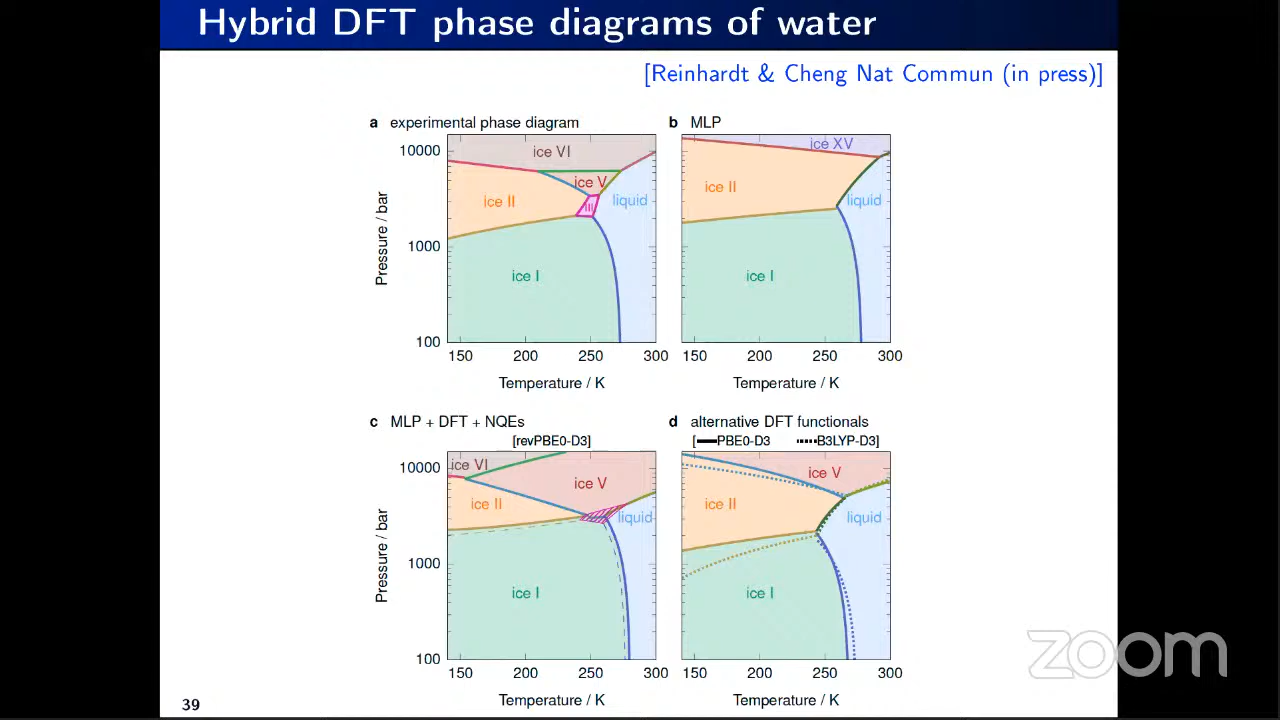 Hybrid DFT phase diagrams of water
[Reinhardt & Cheng Nat Commun (in press)]
a experimental phase diagram
10000
1000
100
Pressure / bar
ice VI
ice V
ice II
III
liquid
ice I
150 200 250 300
Temperature / K
b MLP
ice XV
ice II
liquid
ice I
150 200 250 300
Temperature / K
c MLP + DFT + NQEs
[revPBE0-D3]
10000
1000
100
Pressure / bar
ice VI
ice V
ice II
liquid
ice I
150 200 250 300
Temperature / K
d alternative DFT functionals
[ PBE0-D3 B3LYP-D3]
ice V
ice II
liquid
ice I
150 200 250 300
Temperature / K
zoom
39